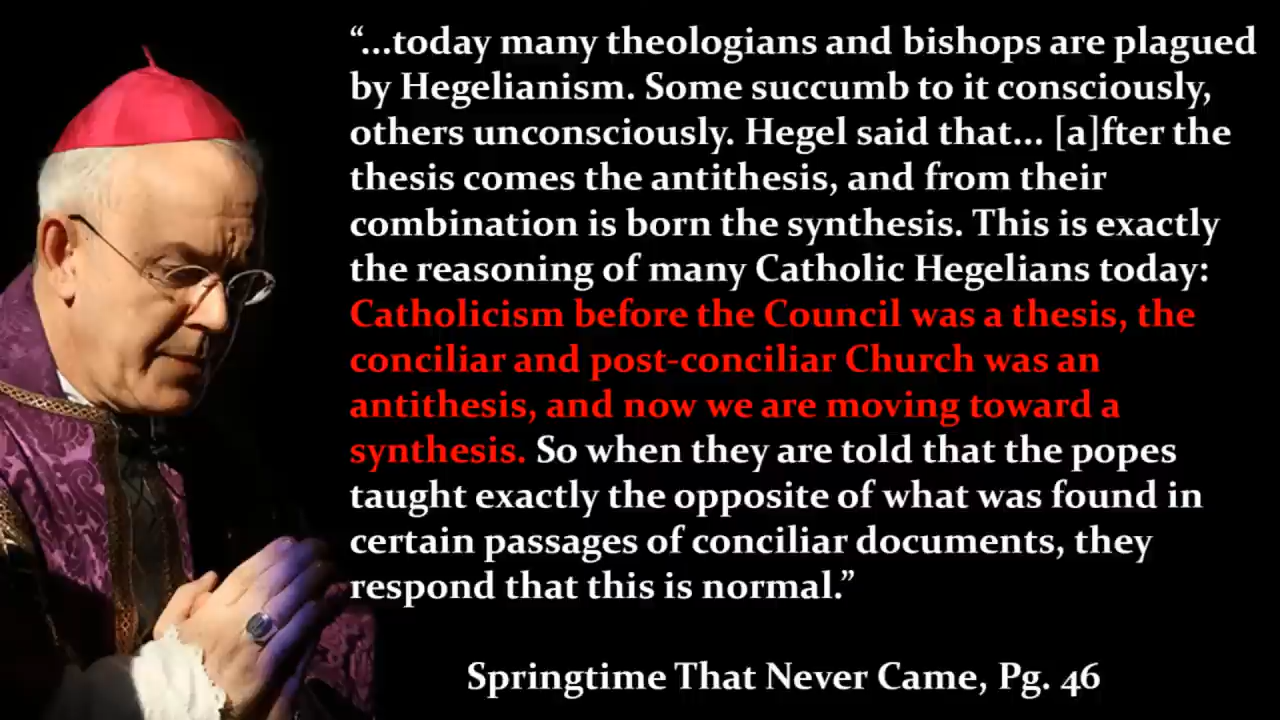 “...today many theologians and bishops are plagued
by Hegelianism. Some succumb to it consciously,
others unconsciously. Hegel said that... [a]fter the
thesis comes the antithesis, and from their
combination is born the synthesis. This is exactly
the reasoning of many Catholic Hegelians today:
Catholicism before the Council was a thesis, the
conciliar and post-conciliar Church was an
antithesis, and now we are moving toward a
synthesis. So when they are told that the popes
taught exactly the opposite of what was found in
certain passages of conciliar documents, they
respond that this is normal.”
Springtime That Never Came, Pg. 46